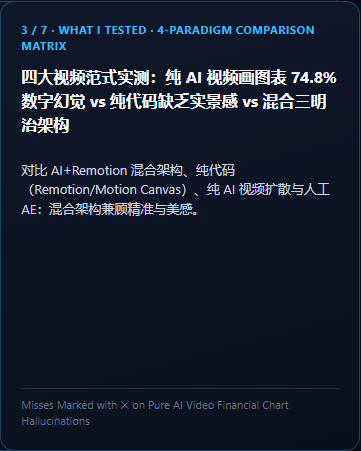 3 / 7 · WHAT I TESTED · 4-PARADIGM COMPARISON
MATRIX
四大视频范式实测：纯 AI 视频画图表 74.8%
数字幻觉 vs 纯代码缺乏实景感 vs 混合三明
治架构
对比 AI+Remotion 混合架构、纯代码
（Remotion/Motion Canvas）、纯 AI 视频扩散与人工
AE：混合架构兼顾精准与美感。
Misses Marked with ✕ on Pure AI Video Financial Chart
Hallucinations